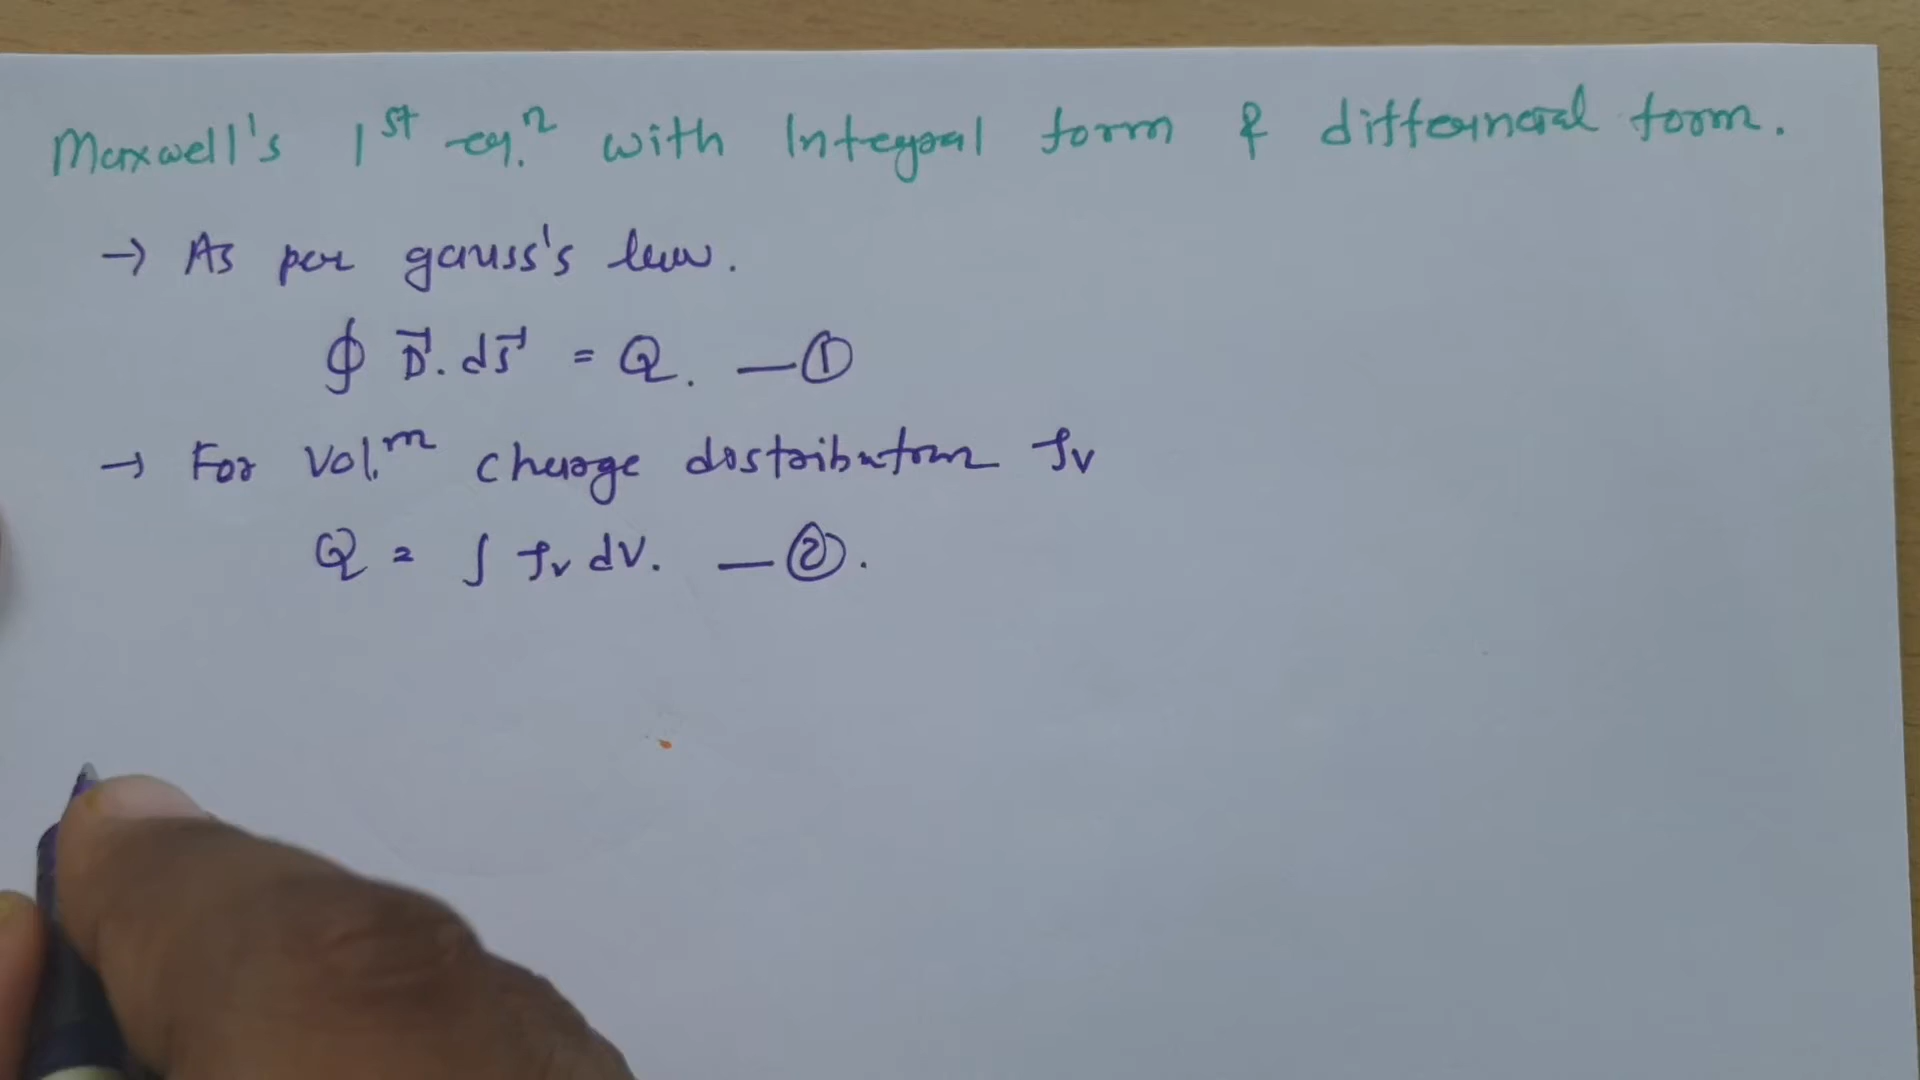 Maxwell's 1st eq.n with Integral form & differneral form.
→ As per gauss's law.
∮ D⃗. dS⃗ = Q. —①
→ For Vol.m charge distribution ρv
Q = ∫ ρv dV. —②.